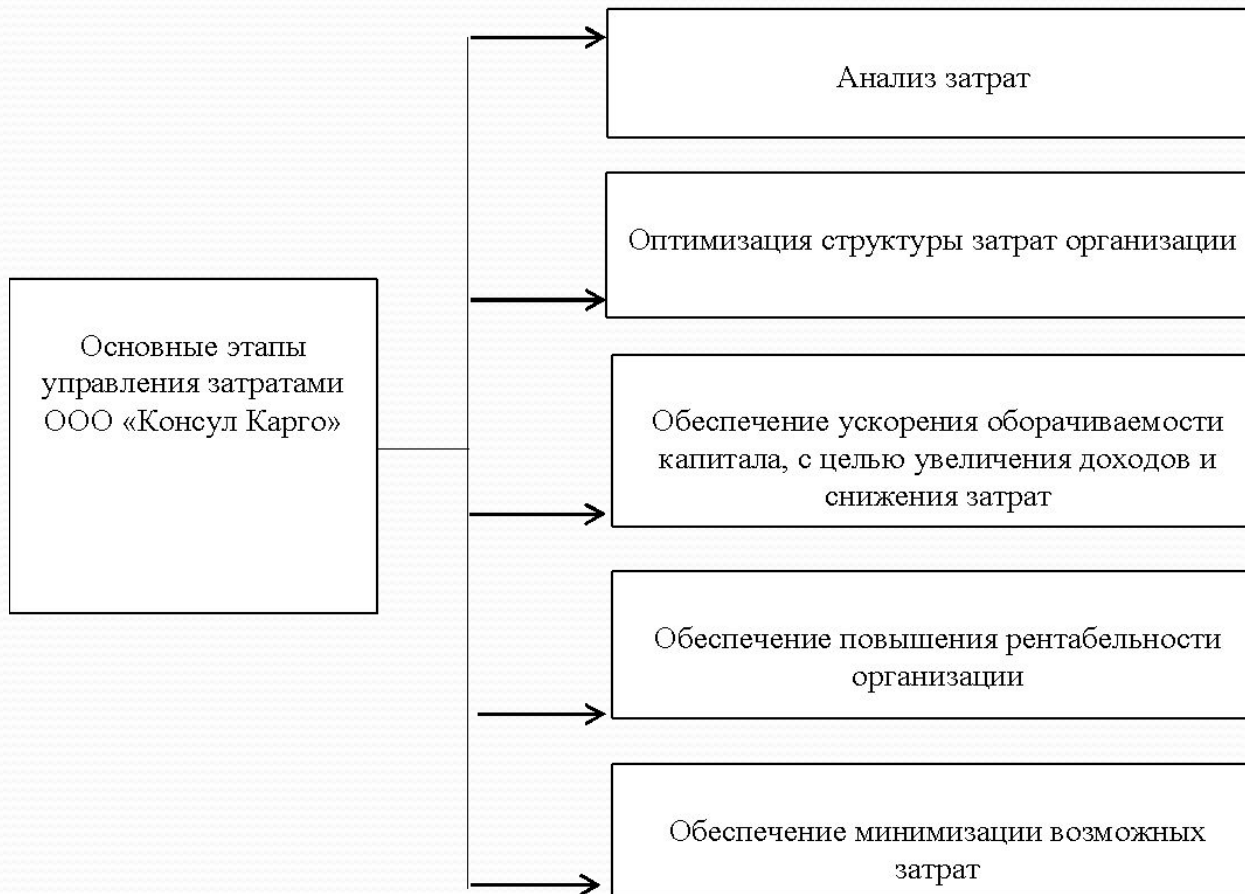 Анализ затрат
Оптимизация структуры затрат организации
Основные этапы
управления затратами
ООО «Консул Карго»
Обеспечение ускорения оборачиваемости
капитала, с целью увеличения доходов и
снижения затрат
Обеспечение повышения рентабельности
организации
Обеспечение минимизации возможных
затрат